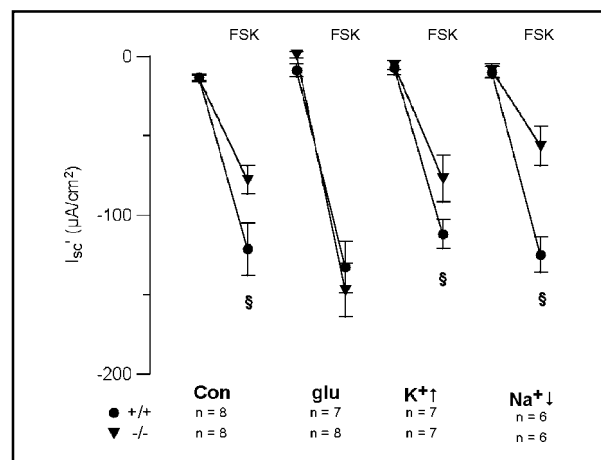 FSK FSK FSK FSK
0
-100
-200
Isc' (µA/cm²)
§ § §
Con glu K⁺↑ Na⁺↓
+/+ n = 8 n = 7 n = 7 n = 6
-/- n = 8 n = 8 n = 7 n = 6